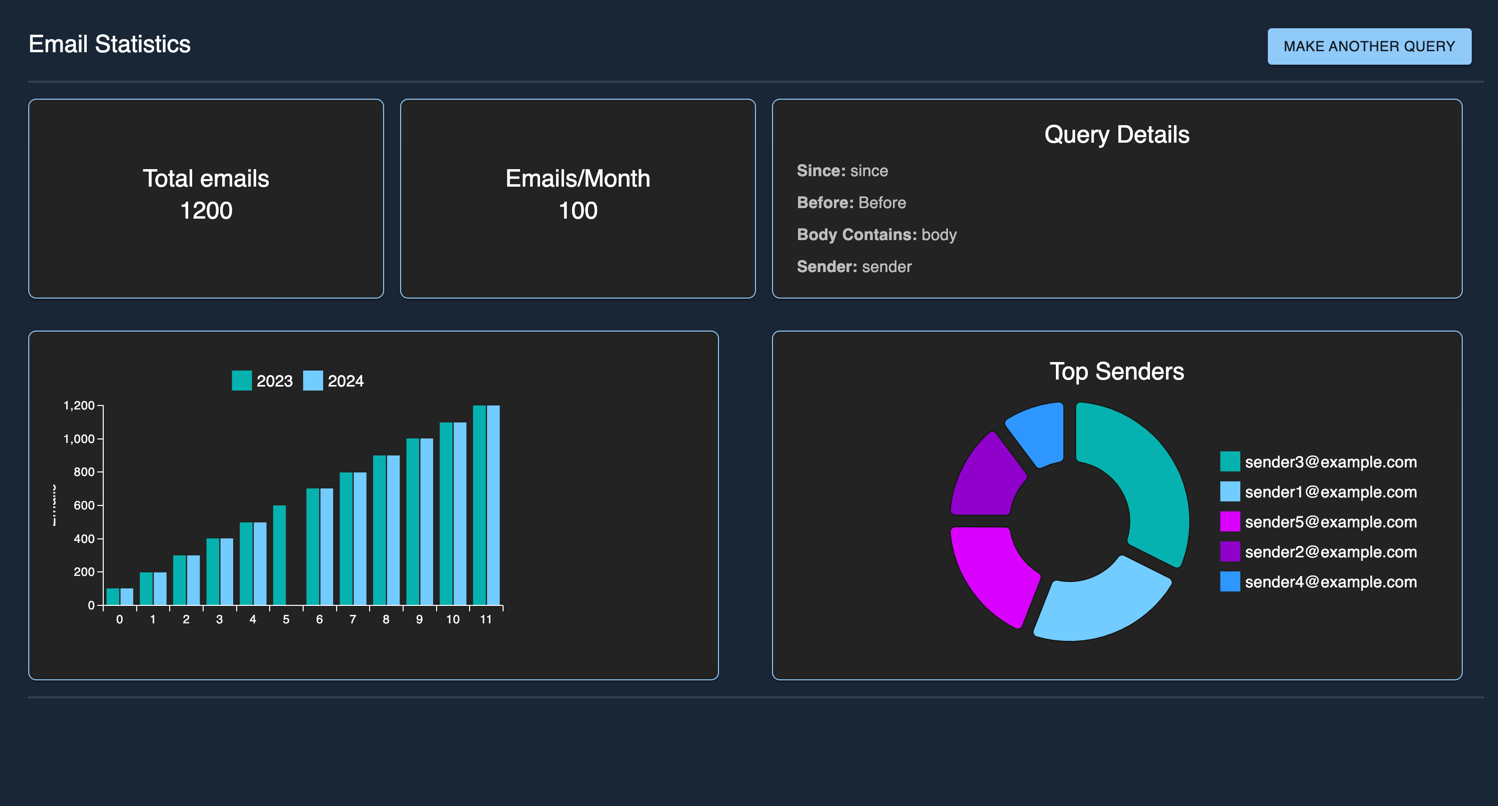 Email Statistics
MAKE ANOTHER QUERY
Total emails
1200
Emails/Month
100
Query Details
Since: since
Before: Before
Body Contains: body
Sender: sender
2023 2024
1,200
1,000
800
600
400
200
0
Emails
0 1 2 3 4 5 6 7 8 9 10 11
Top Senders
sender3@example.com
sender1@example.com
sender5@example.com
sender2@example.com
sender4@example.com